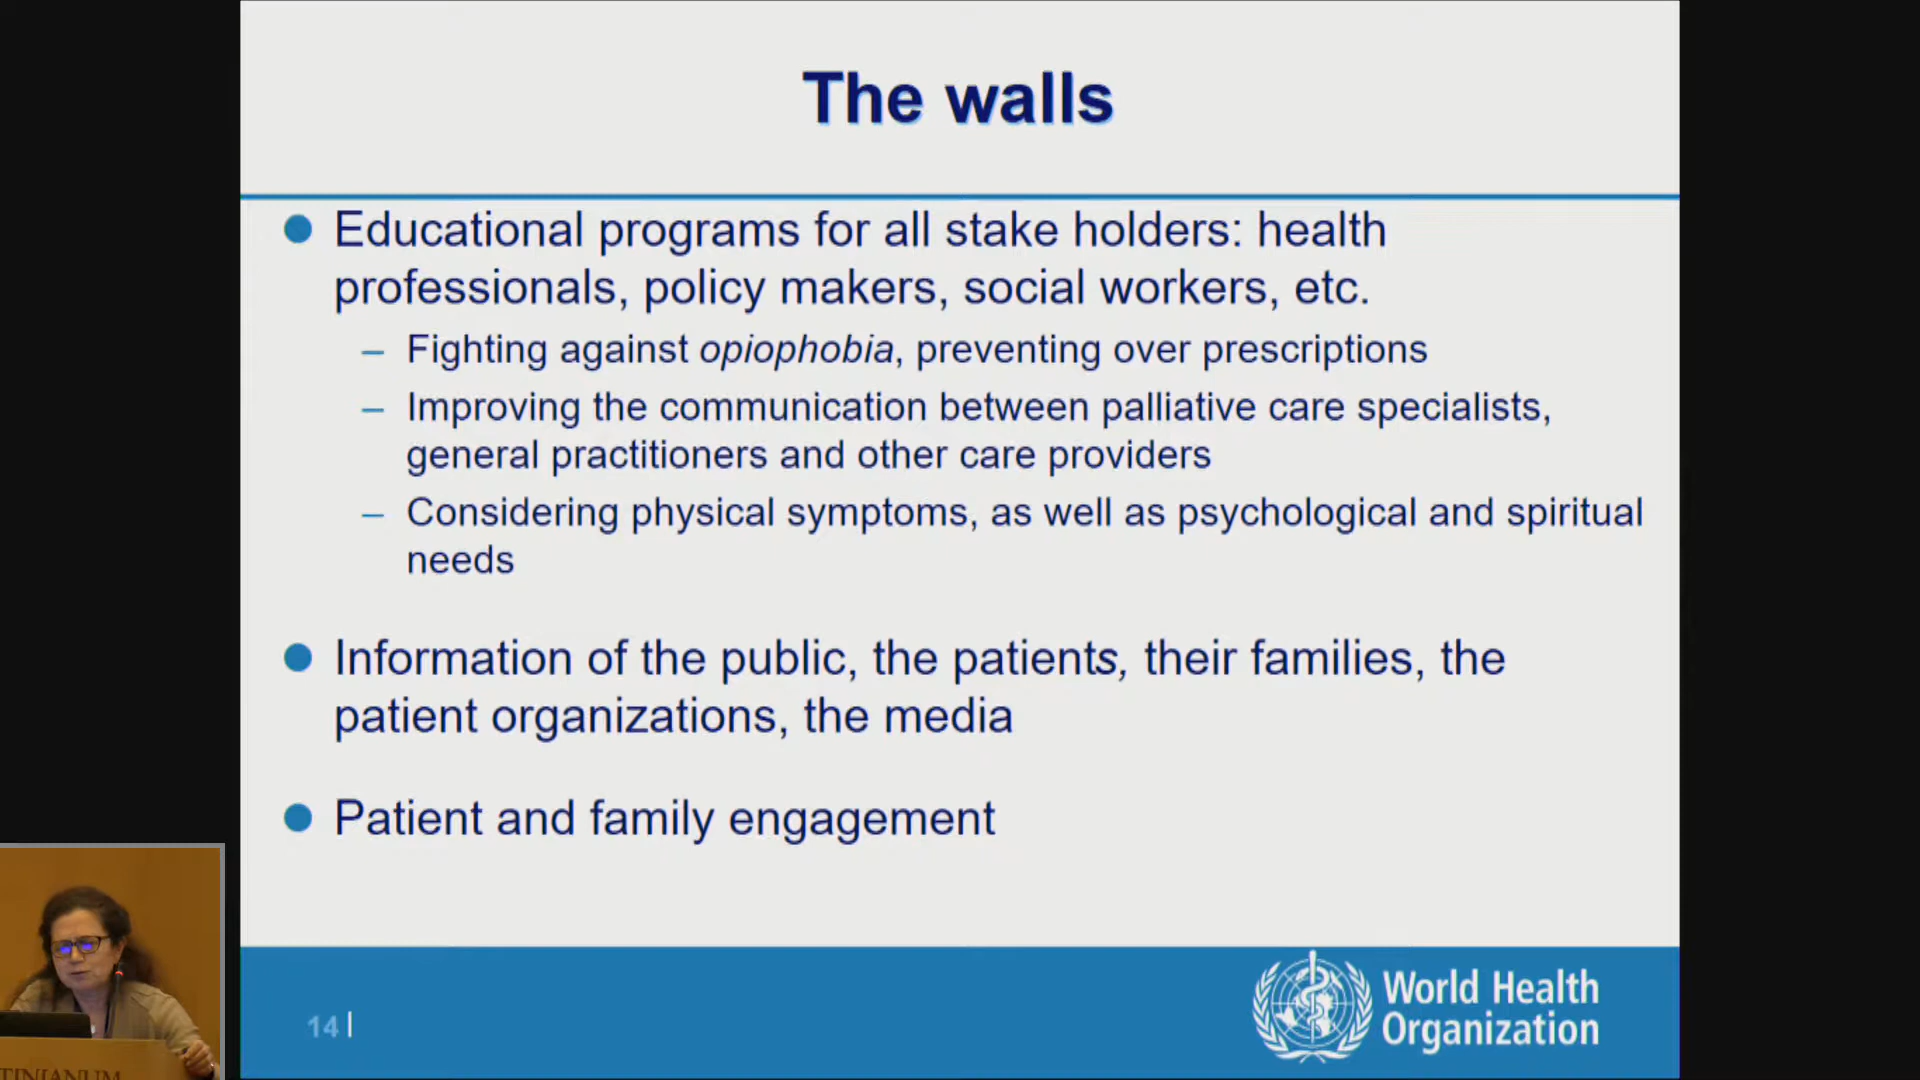 The walls
Educational programs for all stake holders: health
professionals, policy makers, social workers, etc.
– Fighting against opiophobia, preventing over prescriptions
– Improving the communication between palliative care specialists,
general practitioners and other care providers
– Considering physical symptoms, as well as psychological and spiritual
needs
Information of the public, the patients, their families, the
patient organizations, the media
Patient and family engagement
14 |
World Health
Organization
TINIANUM